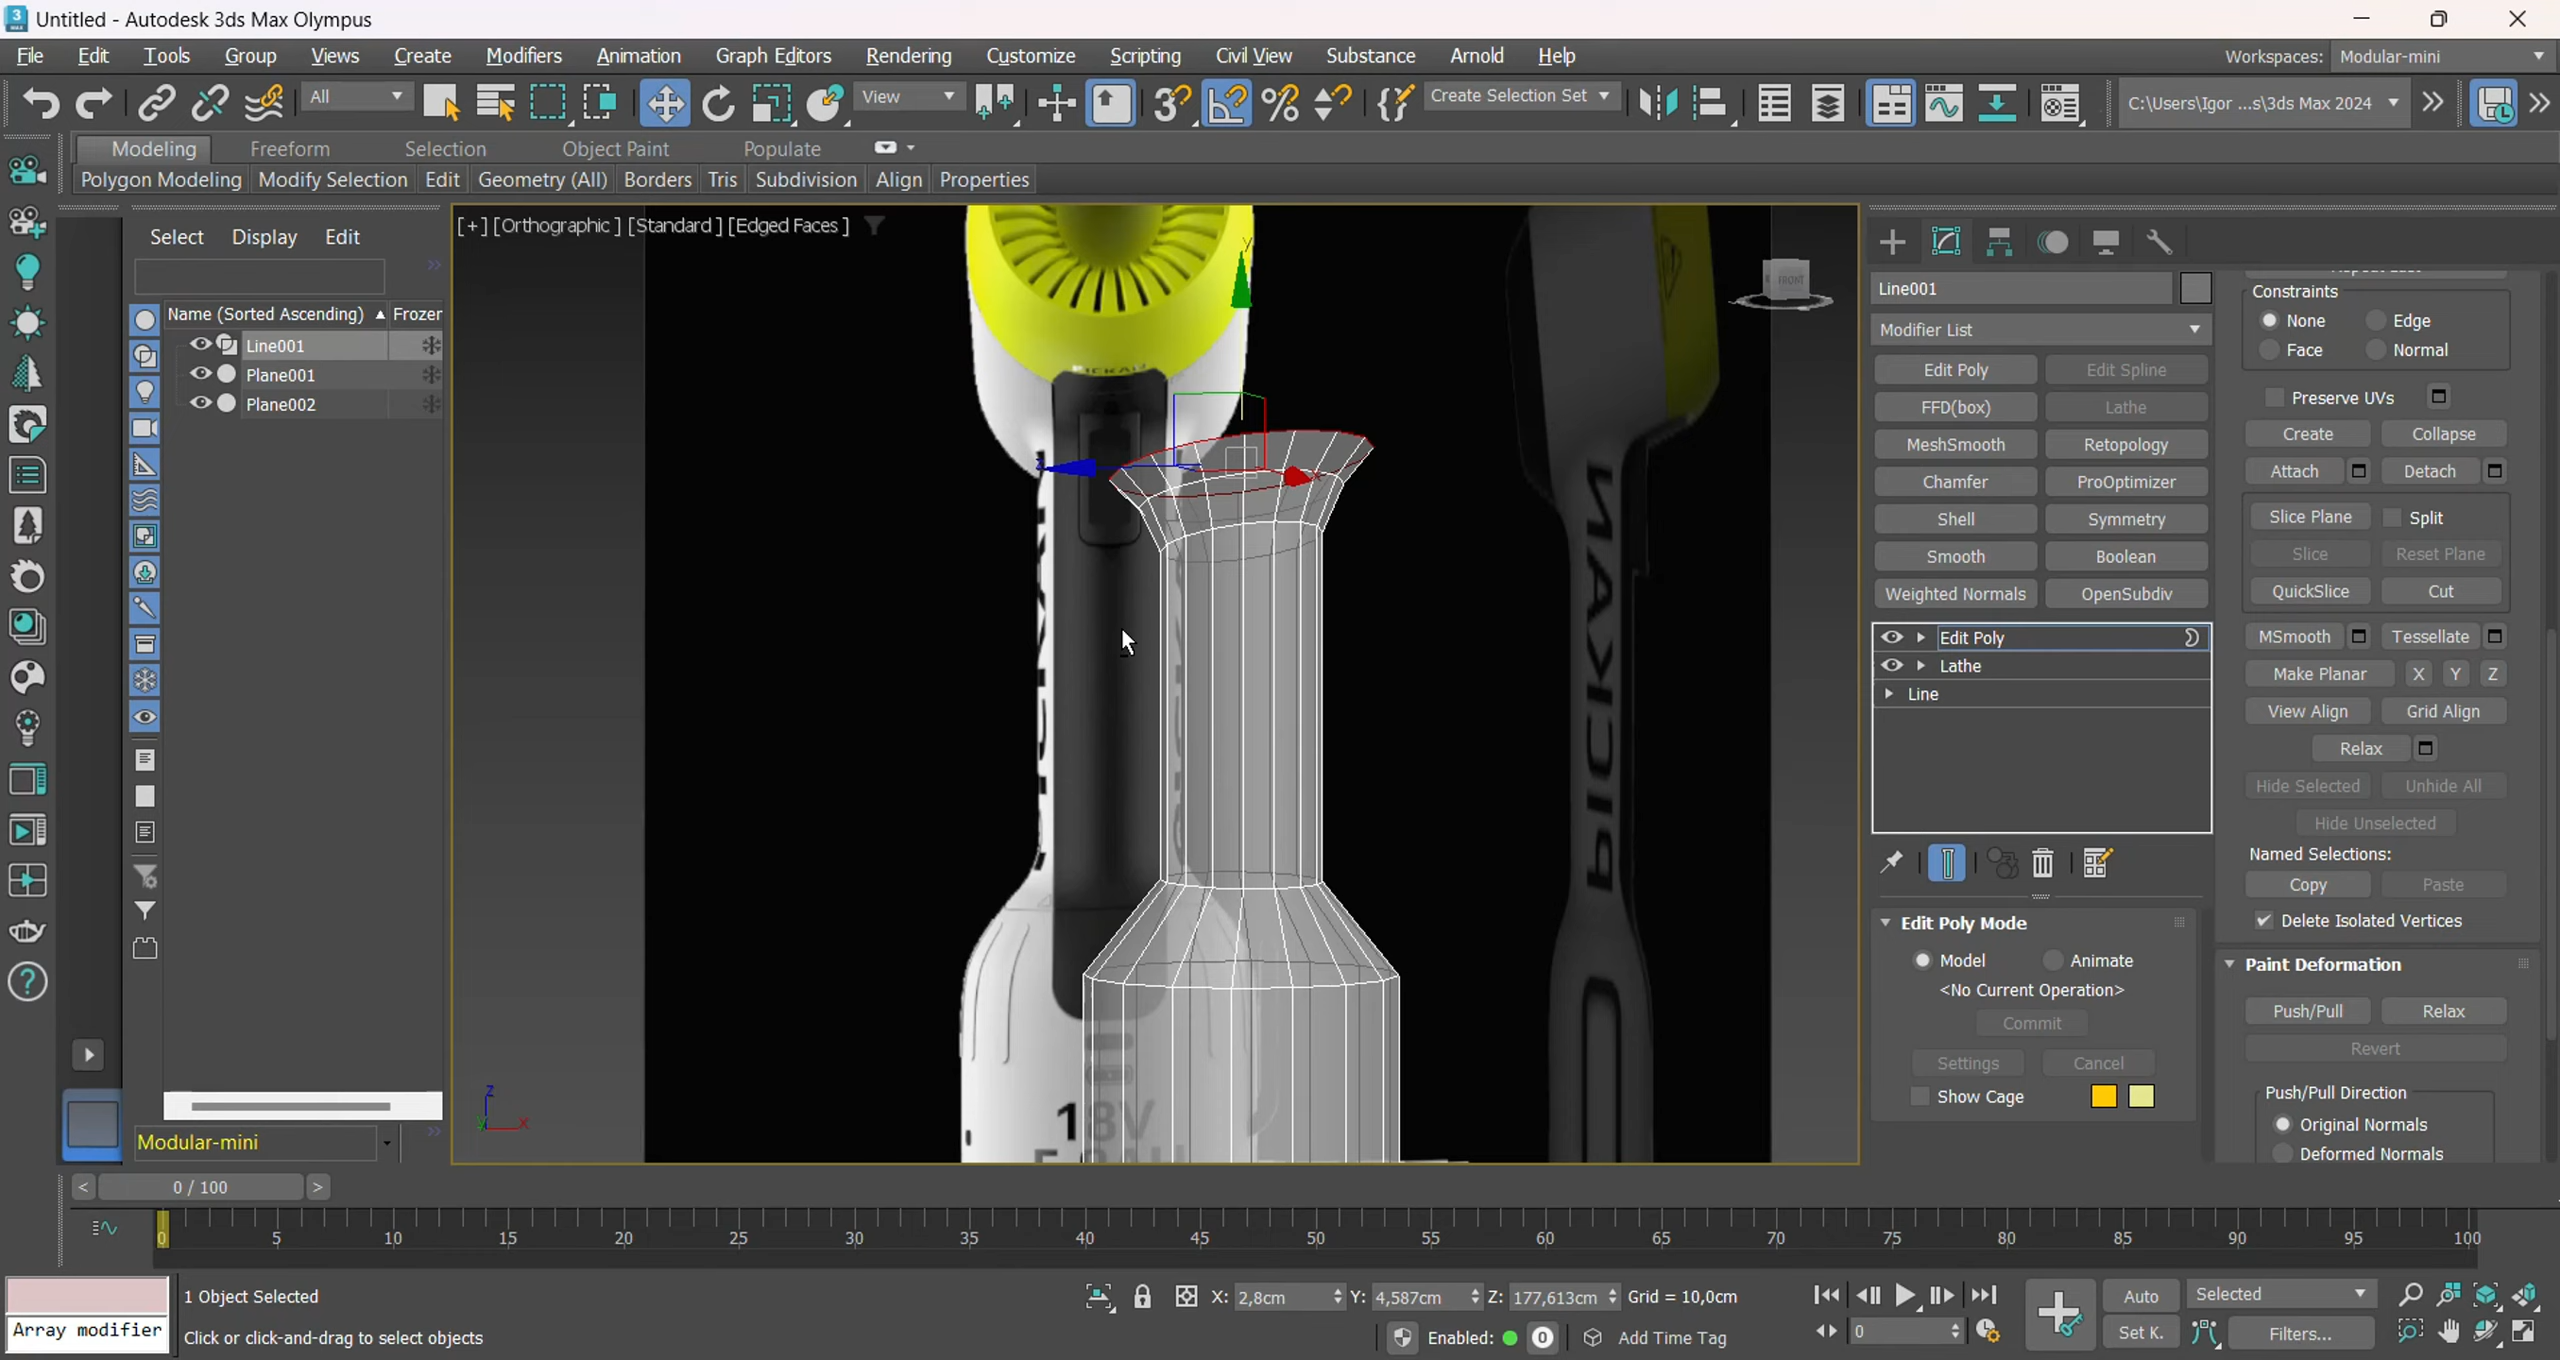 Untitled - Autodesk 3ds Max Olympus
File Edit Tools Group Views Create Modifiers Animation Graph Editors Rendering Customize Scripting Civil View Substance Arnold Help
Workspaces: Modular-mini
All View Create Selection Set C:\Users\Igor ...s\3ds Max 2024
Modeling Freeform Selection Object Paint Populate
Polygon Modeling Modify Selection Edit Geometry (All) Borders Tris Subdivision Align Properties
Select Display Edit
Name (Sorted Ascending) Frozen
Line001
Plane001
Plane002
Modular-mini
[+] [Orthographic ] [Standard ] [Edged Faces ]
FRONT
y
z
x
18V
z
y x
Line001
Modifier List
Edit Poly Edit Spline
FFD(box) Lathe
MeshSmooth Retopology
Chamfer ProOptimizer
Shell Symmetry
Smooth Boolean
Weighted Normals OpenSubdiv
Edit Poly
Lathe
Line
Edit Poly Mode
Model Animate
<No Current Operation>
Commit
Settings Cancel
Show Cage
Constraints
None Edge
Face Normal
Preserve UVs
Create Collapse
Attach Detach
Slice Plane Split
Slice Reset Plane
QuickSlice Cut
MSmooth Tessellate
Make Planar X Y Z
View Align Grid Align
Relax
Hide Selected Unhide All
Hide Unselected
Named Selections:
Copy Paste
Delete Isolated Vertices
Paint Deformation
Push/Pull Relax
Revert
Push/Pull Direction
Original Normals
Deformed Normals
< 0 / 100 >
0 5 10 15 20 25 30 35 40 45 50 55 60 65 70 75 80 85 90 95 100
Array modifier
1 Object Selected
Click or click-and-drag to select objects
X: 2,8cm Y: 4,587cm Z: 177,613cm Grid = 10,0cm
Enabled: 0 Add Time Tag
0
Auto Selected
Set K. Filters...